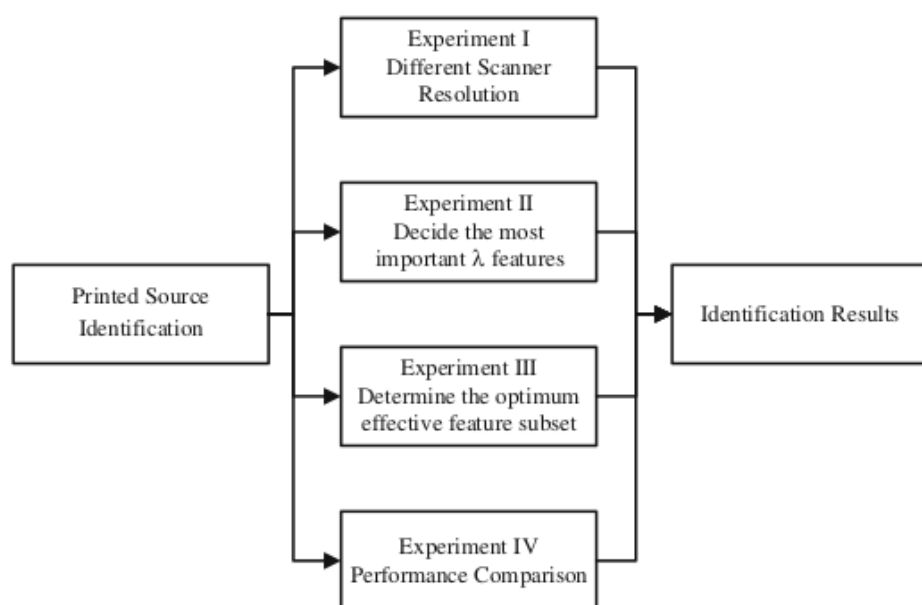 Experiment I
Different Scanner
Resolution
Experiment II
Decide the most
important λ features
Printed Source
Identification
Identification Results
Experiment III
Determine the optimum
effective feature subset
Experiment IV
Performance Comparison